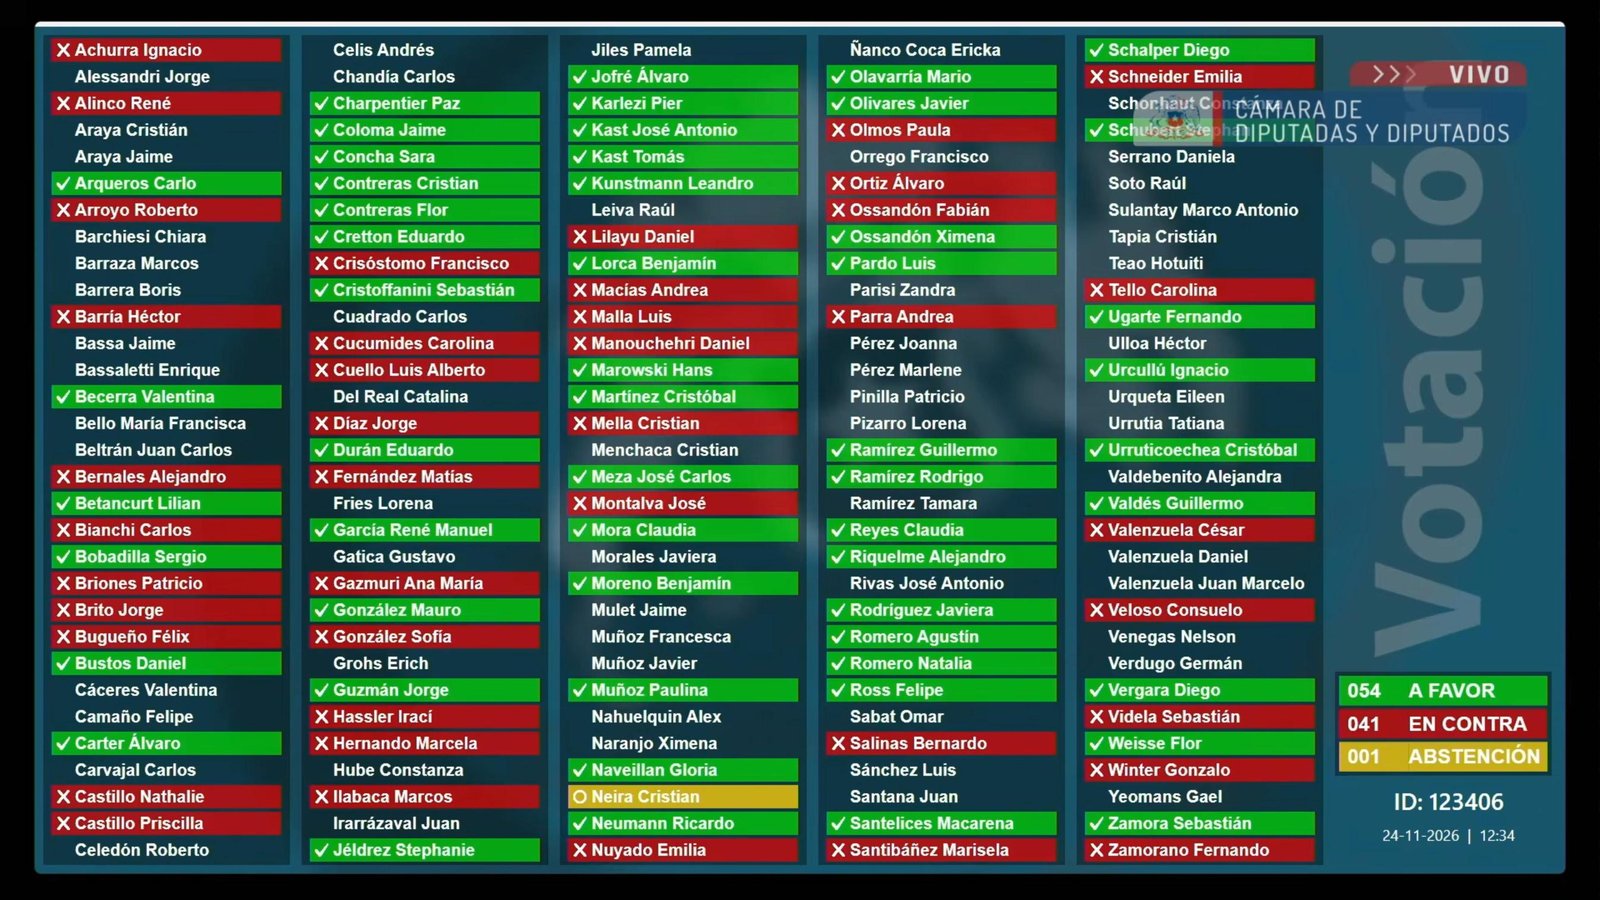 Achurra Ignacio
Alessandri Jorge
Alinco René
Araya Cristián
Araya Jaime
Arqueros Carlo
Arroyo Roberto
Barchiesi Chiara
Barraza Marcos
Barrera Boris
Barría Héctor
Bassa Jaime
Bassaletti Enrique
Becerra Valentina
Bello María Francisca
Beltrán Juan Carlos
Bernales Alejandro
Betancurt Lilian
Bianchi Carlos
Bobadilla Sergio
Briones Patricio
Brito Jorge
Bugueño Félix
Bustos Daniel
Cáceres Valentina
Camaño Felipe
Carter Álvaro
Carvajal Carlos
Castillo Nathalie
Castillo Priscilla
Celedón Roberto
Celis Andrés
Chandía Carlos
Charpentier Paz
Coloma Jaime
Concha Sara
Contreras Cristian
Contreras Flor
Cretton Eduardo
Crisóstomo Francisco
Cristoffanini Sebastián
Cuadrado Carlos
Cucumides Carolina
Cuello Luis Alberto
Del Real Catalina
Díaz Jorge
Durán Eduardo
Fernández Matías
Fries Lorena
García René Manuel
Gatica Gustavo
Gazmuri Ana María
González Mauro
González Sofía
Grohs Erich
Guzmán Jorge
Hassler Irací
Hernando Marcela
Hube Constanza
Ilabaca Marcos
Irarrázaval Juan
Jéldrez Stephanie
Jiles Pamela
Jofré Álvaro
Karlezi Pier
Kast José Antonio
Kast Tomás
Kunstmann Leandro
Leiva Raúl
Lilayu Daniel
Lorca Benjamín
Macías Andrea
Malla Luis
Manouchehri Daniel
Marowski Hans
Martínez Cristóbal
Mella Cristian
Menchaca Cristian
Meza José Carlos
Montalva José
Mora Claudia
Morales Javiera
Moreno Benjamín
Mulet Jaime
Muñoz Francesca
Muñoz Javier
Muñoz Paulina
Nahuelquin Alex
Naranjo Ximena
Naveillan Gloria
Neira Cristian
Neumann Ricardo
Nuyado Emilia
Ñanco Coca Ericka
Olavarría Mario
Olivares Javier
Olmos Paula
Orrego Francisco
Ortiz Álvaro
Ossandón Fabián
Ossandón Ximena
Pardo Luis
Parisi Zandra
Parra Andrea
Pérez Joanna
Pérez Marlene
Pinilla Patricio
Pizarro Lorena
Ramírez Guillermo
Ramírez Rodrigo
Ramírez Tamara
Reyes Claudia
Riquelme Alejandro
Rivas José Antonio
Rodríguez Javiera
Romero Agustín
Romero Natalia
Ross Felipe
Sabat Omar
Salinas Bernardo
Sánchez Luis
Santana Juan
Santelices Macarena
Santibáñez Marisela
Schalper Diego
Schneider Emilia
Schönhaut Constanza
Schubert Stephan
Serrano Daniela
Soto Raúl
Sulantay Marco Antonio
Tapia Cristián
Teao Hotuiti
Tello Carolina
Ugarte Fernando
Ulloa Héctor
Urcullú Ignacio
Urqueta Eileen
Urrutia Tatiana
Urruticoechea Cristóbal
Valdebenito Alejandra
Valdés Guillermo
Valenzuela César
Valenzuela Daniel
Valenzuela Juan Marcelo
Veloso Consuelo
Venegas Nelson
Verdugo Germán
Vergara Diego
Videla Sebastián
Weisse Flor
Winter Gonzalo
Yeomans Gael
Zamora Sebastián
Zamorano Fernando
>>> VIVO
CÁMARA DE
DIPUTADAS Y DIPUTADOS
Votación
054 A FAVOR
041 EN CONTRA
001 ABSTENCIÓN
ID: 123406
24-11-2026 | 12:34